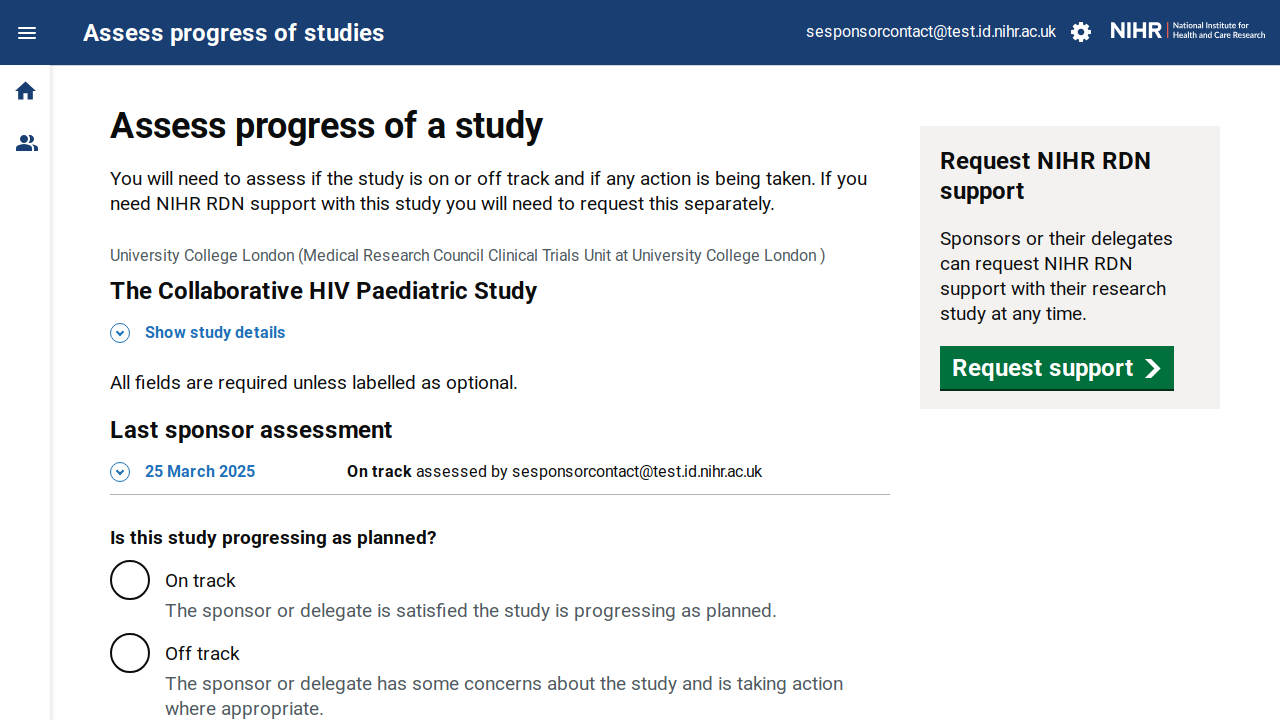 Assess progress of studies
sesponsorcontact@test.id.nihr.ac.uk
NIHR
National Institute for
Health and Care Research
Assess progress of a study
You will need to assess if the study is on or off track and if any action is being taken. If you
need NIHR RDN support with this study you will need to request this separately.
University College London (Medical Research Council Clinical Trials Unit at University College London )
The Collaborative HIV Paediatric Study
Show study details
All fields are required unless labelled as optional.
Last sponsor assessment
25 March 2025
On track assessed by sesponsorcontact@test.id.nihr.ac.uk
Is this study progressing as planned?
On track
The sponsor or delegate is satisfied the study is progressing as planned.
Off track
The sponsor or delegate has some concerns about the study and is taking action
where appropriate.
Request NIHR RDN
support
Sponsors or their delegates
can request NIHR RDN
support with their research
study at any time.
Request support